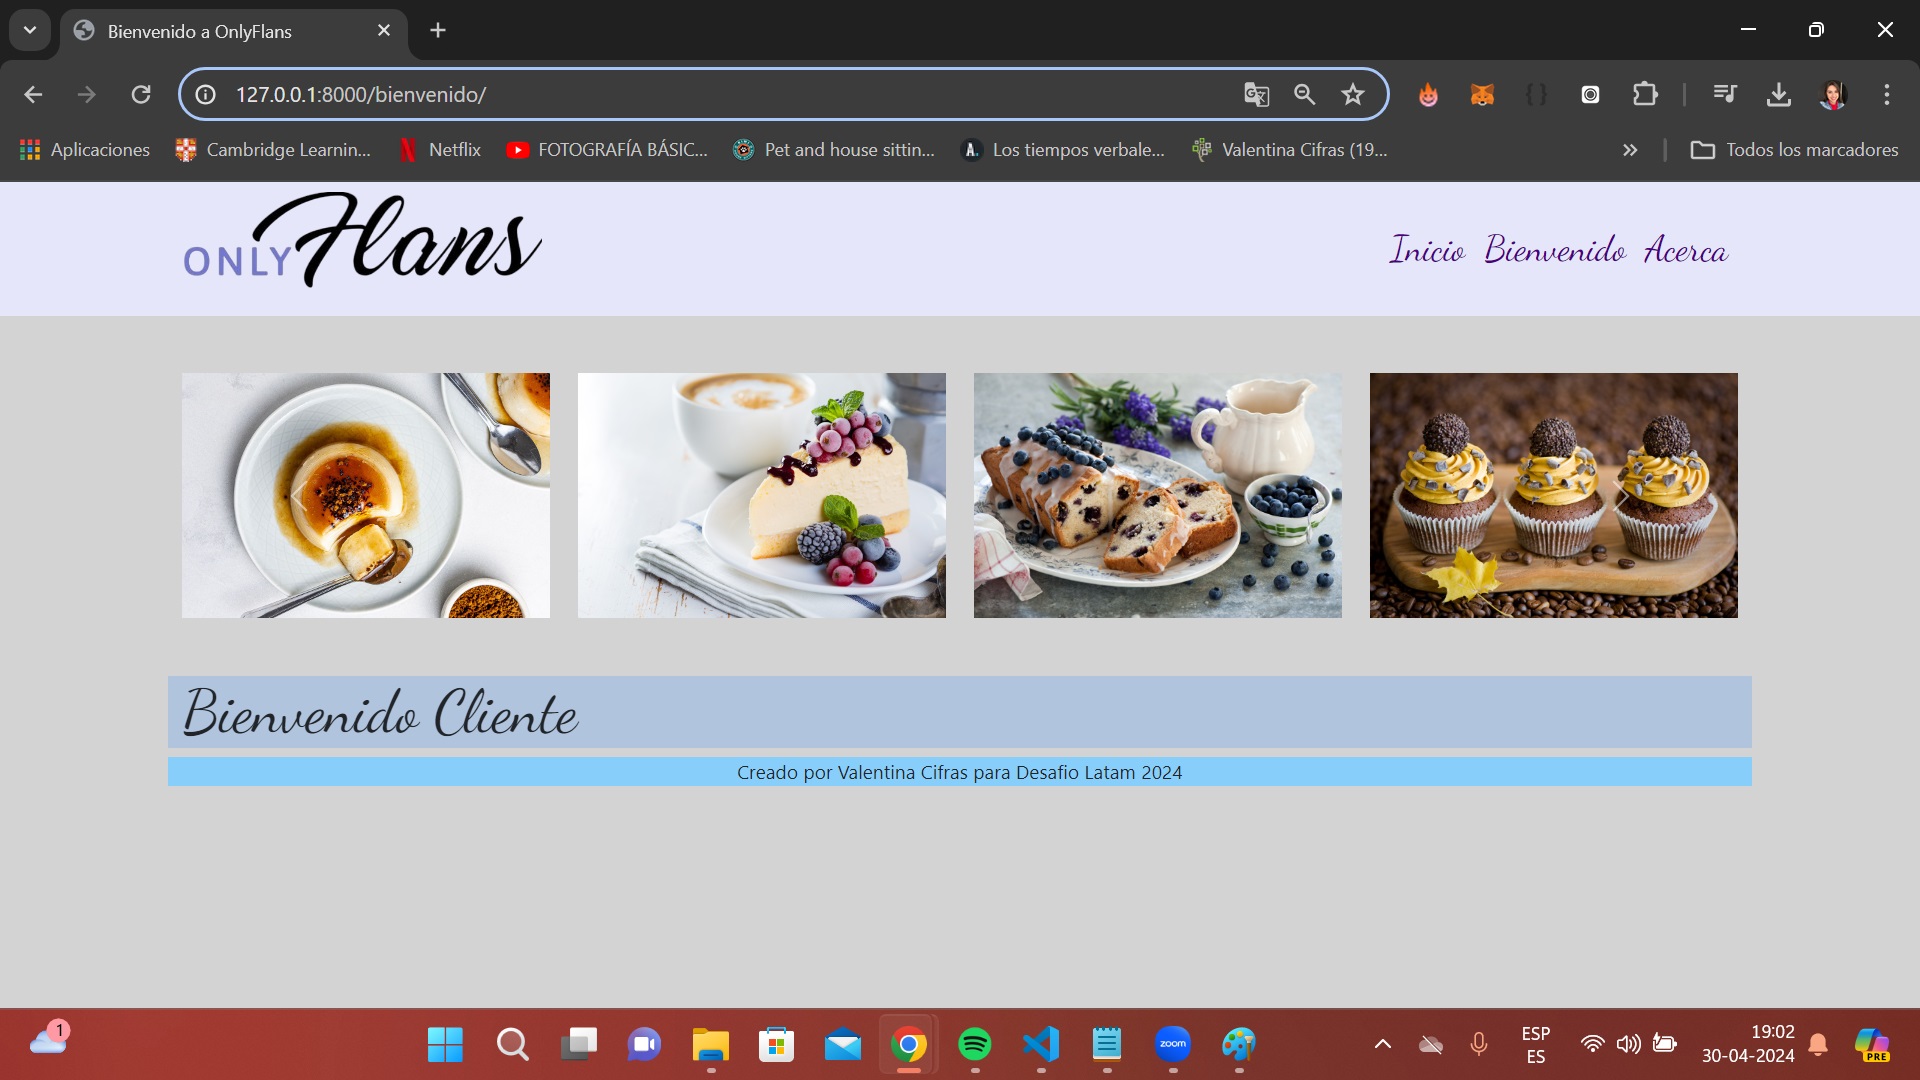 Bienvenido a OnlyFlans
127.0.0.1:8000/bienvenido/
Aplicaciones
Cambridge Learnin...
Netflix
FOTOGRAFÍA BÁSIC...
Pet and house sittin...
A.
Los tiempos verbale...
Valentina Cifras (19...
»
Todos los marcadores
ONLY Flans
Inicio Bienvenido Acerca
Bienvenido Cliente
Creado por Valentina Cifras para Desafio Latam 2024
1
zoom
ESP
ES
19:02
30-04-2024
PRE